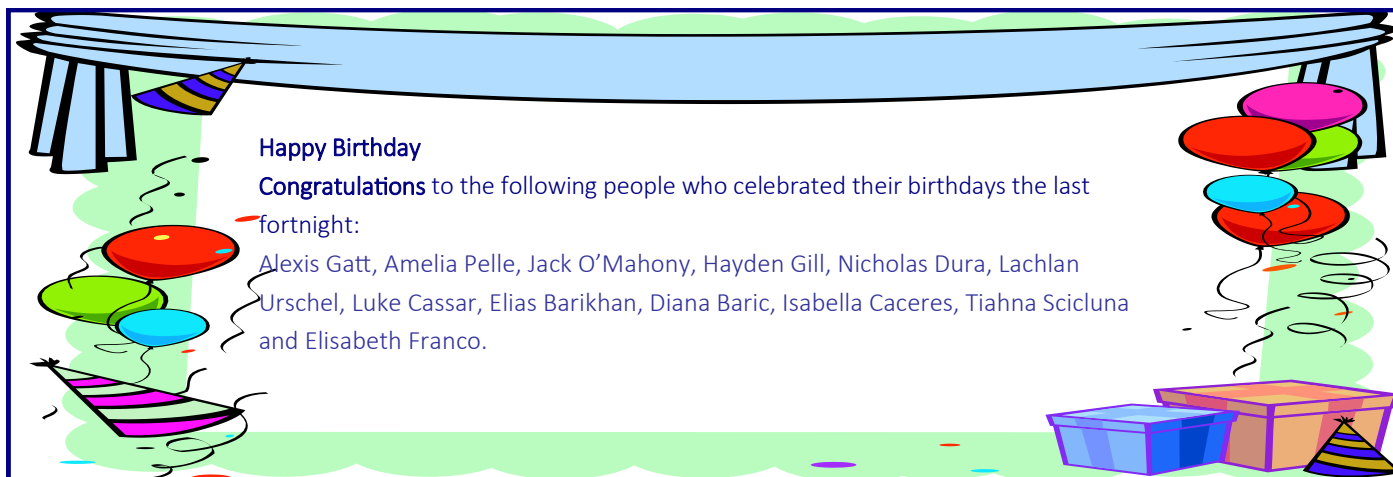 Happy Birthday
Congratulations to the following people who celebrated their birthdays the last
fortnight:
Alexis Gatt, Amelia Pelle, Jack O’Mahony, Hayden Gill, Nicholas Dura, Lachlan
Urschel, Luke Cassar, Elias Barikhan, Diana Baric, Isabella Caceres, Tiahna Scicluna
and Elisabeth Franco.